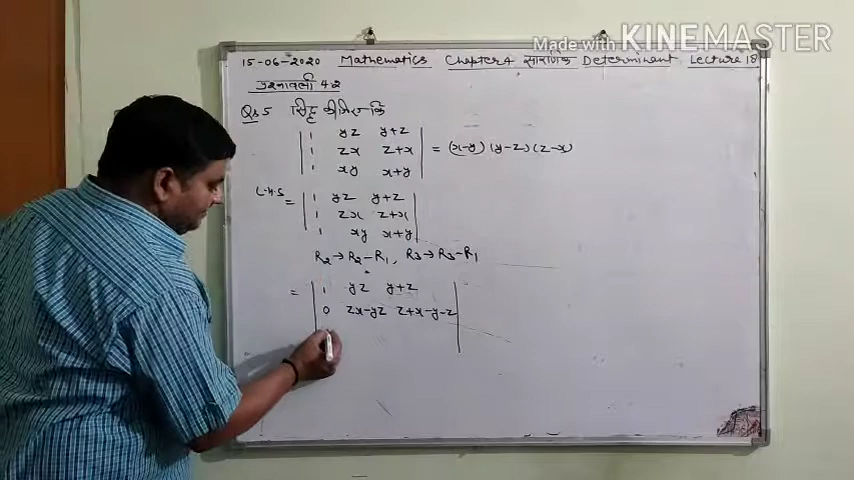 Made with KINEMASTER
15-06-2020 Mathematics Chapter 4 सारणिक Determinant Lecture 18
प्रश्नावली 4.2
Q.5 सिद्ध कीजिए कि
| 1 yz y+z |
| 1 zx z+x | = (x-y) (y-z) (z-x)
| 1 xy x+y |
L.H.S = | 1 yz y+z |
| 1 zx z+x |
| 1 xy x+y |
R2→R2-R1, R3→R3-R1
= | 1 yz y+z |
| 0 zx-yz z+x-y-z |